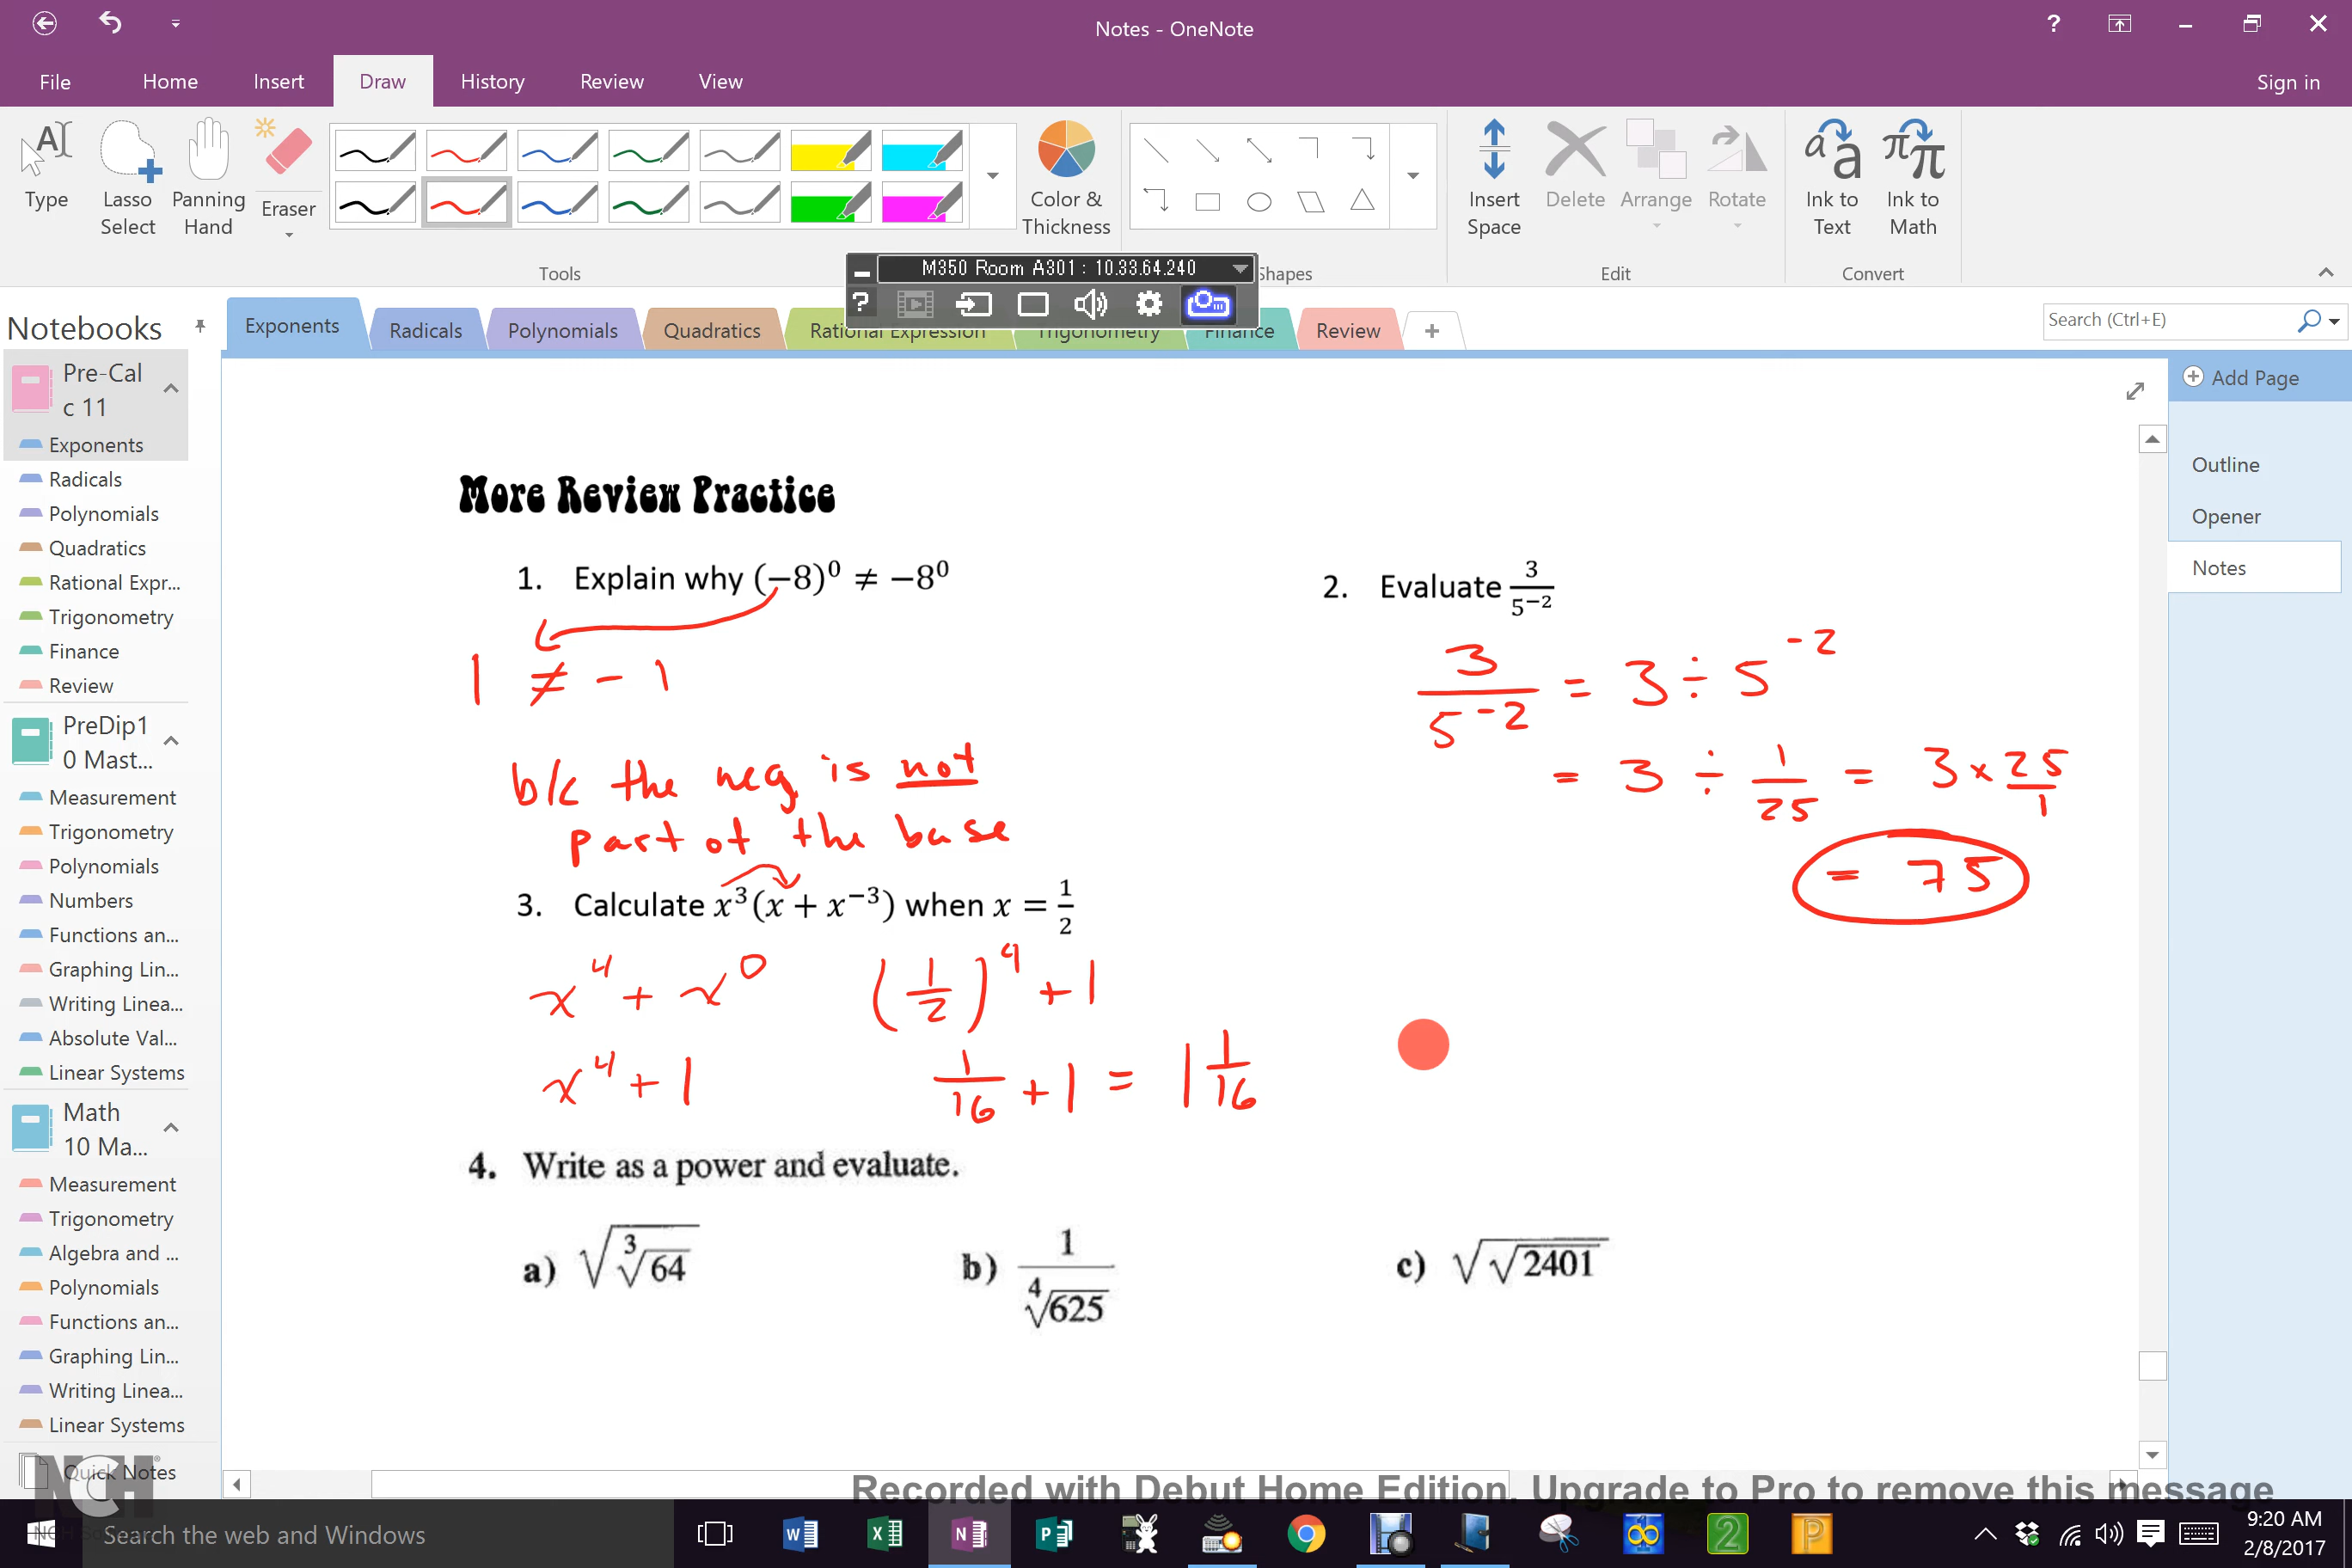 Notes - OneNote
File Home Insert Draw History Review View Sign in
Type
Lasso Select
Panning Hand
Eraser
Color & Thickness
Insert Space
Delete
Arrange
Rotate
Ink to Text
Ink to Math
Tools
Shapes
Edit
Convert
M350 Room A301 : 10.33.64.240
Notebooks
Exponents Radicals Polynomials Quadratics Rational Expression Trigonometry Finance Review
Search (Ctrl+E)
Pre-Cal
c 11
Exponents
Radicals
Polynomials
Quadratics
Rational Expr...
Trigonometry
Finance
Review
PreDip1
0 Mast...
Measurement
Trigonometry
Polynomials
Numbers
Functions an...
Graphing Lin...
Writing Linea...
Absolute Val...
Linear Systems
Math
10 Ma...
Measurement
Trigonometry
Algebra and ...
Polynomials
Functions an...
Graphing Lin...
Writing Linea...
Linear Systems
Quick Notes
Add Page
Outline
Opener
Notes
More Review Practice
1. Explain why (−8)⁰ ≠ −8⁰
1 ≠ - 1
b/c the neg is not
part of the base
2. Evaluate 3/5⁻²
3/5⁻² = 3 ÷ 5⁻²
= 3 ÷ 1/25 = 3 × 25/1
= 75
3. Calculate x³(x + x⁻³) when x = 1/2
x⁴ + x⁰ (1/2)⁴ + 1
x⁴ + 1 1/16 + 1 = 1 1/16
4. Write as a power and evaluate.
a) √∛64 b) 1/∜625 c) √√2401
Recorded with Debut Home Edition. Upgrade to Pro to remove this message
NCH
Search the web and Windows
9:20 AM
2/8/2017